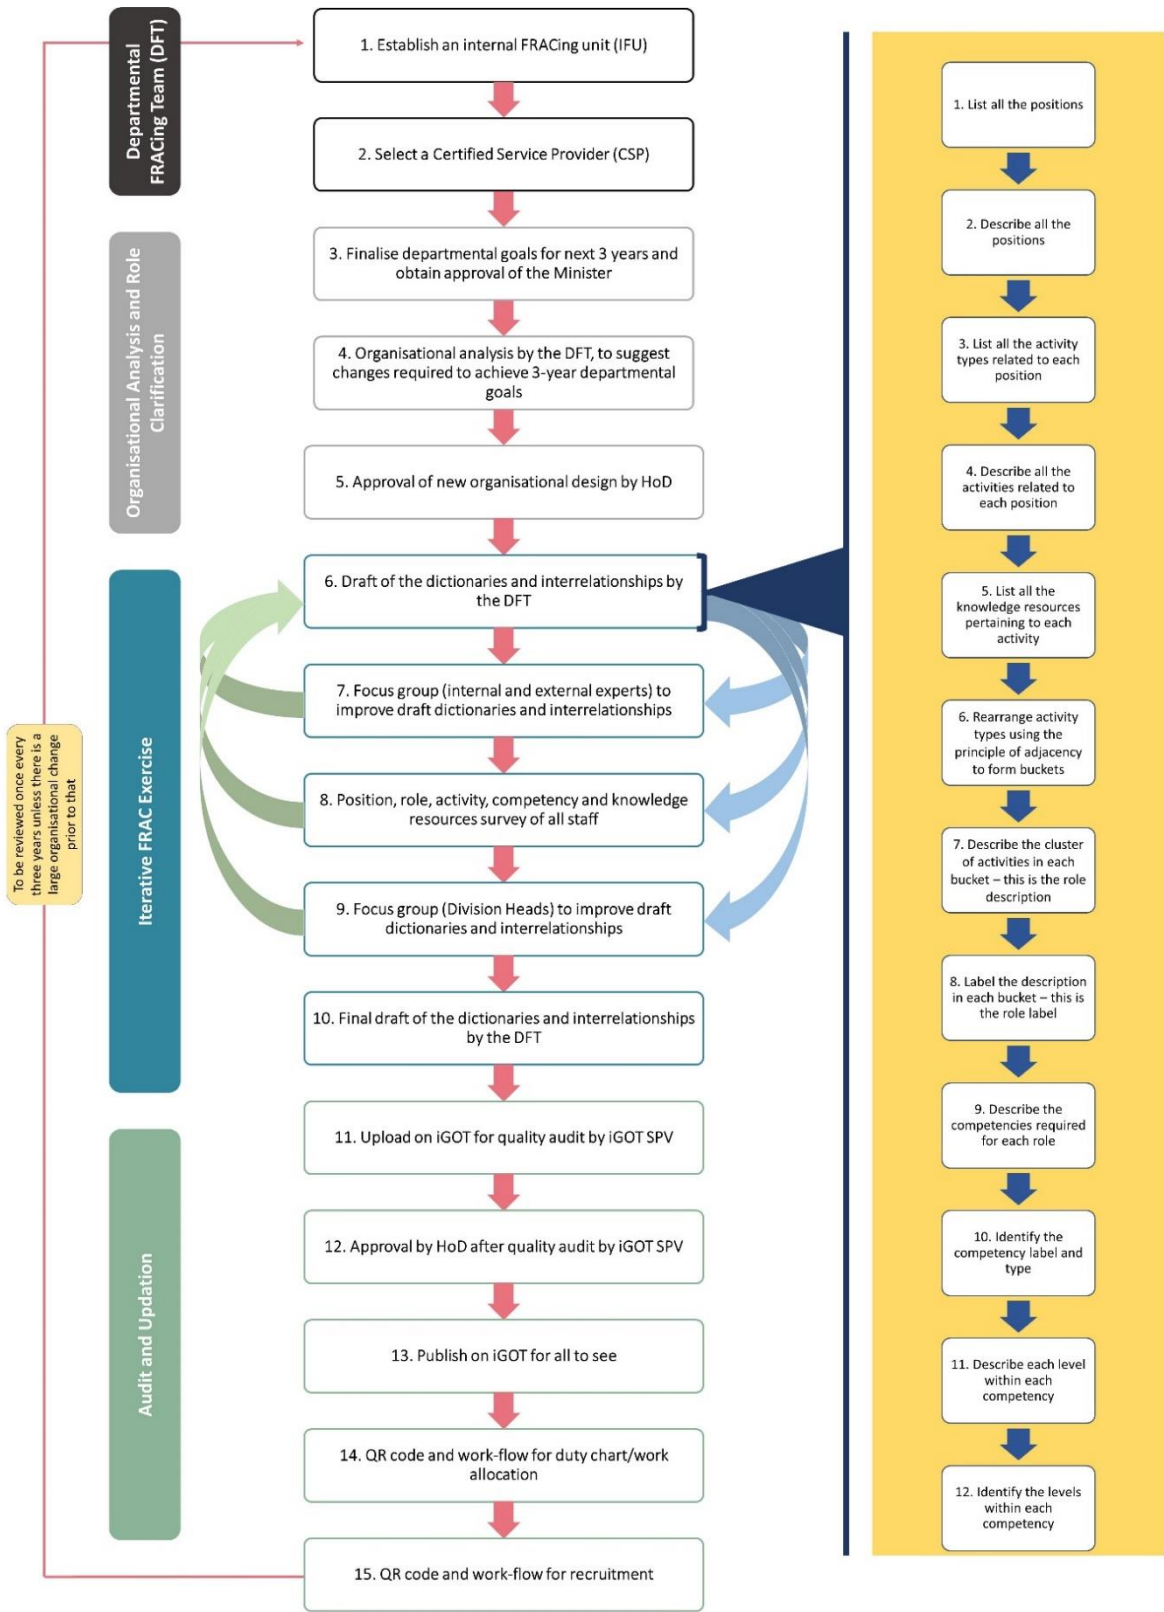 Departmental
FRACing Team (DFT)
1. Establish an internal FRACing unit (IFU)
2. Select a Certified Service Provider (CSP)
Organisational Analysis and Role
Clarification
3. Finalise departmental goals for next 3 years and
obtain approval of the Minister
4. Organisational analysis by the DFT, to suggest
changes required to achieve 3-year departmental
goals
5. Approval of new organisational design by HoD
Iterative FRAC Exercise
6. Draft of the dictionaries and interrelationships by
the DFT
7. Focus group (internal and external experts) to
improve draft dictionaries and interrelationships
8. Position, role, activity, competency and knowledge
resources survey of all staff
9. Focus group (Division Heads) to improve draft
dictionaries and interrelationships
10. Final draft of the dictionaries and interrelationships
by the DFT
Audit and Updation
11. Upload on iGOT for quality audit by iGOT SPV
12. Approval by HoD after quality audit by iGOT SPV
13. Publish on iGOT for all to see
14. QR code and work-flow for duty chart/work
allocation
15. QR code and work-flow for recruitment
To be reviewed once every
three years unless there is a
large organisational change
prior to that
1. List all the positions
2. Describe all the
positions
3. List all the activity
types related to each
position
4. Describe all the
activities related to
each position
5. List all the
knowledge resources
pertaining to each
activity
6. Rearrange activity
types using the
principle of adjacency
to form buckets
7. Describe the cluster
of activities in each
bucket – this is the role
description
8. Label the description
in each bucket – this is
the role label
9. Describe the
competencies required
for each role
10. Identify the
competency label and
type
11. Describe each level
within each
competency
12. Identify the levels
within each
competency